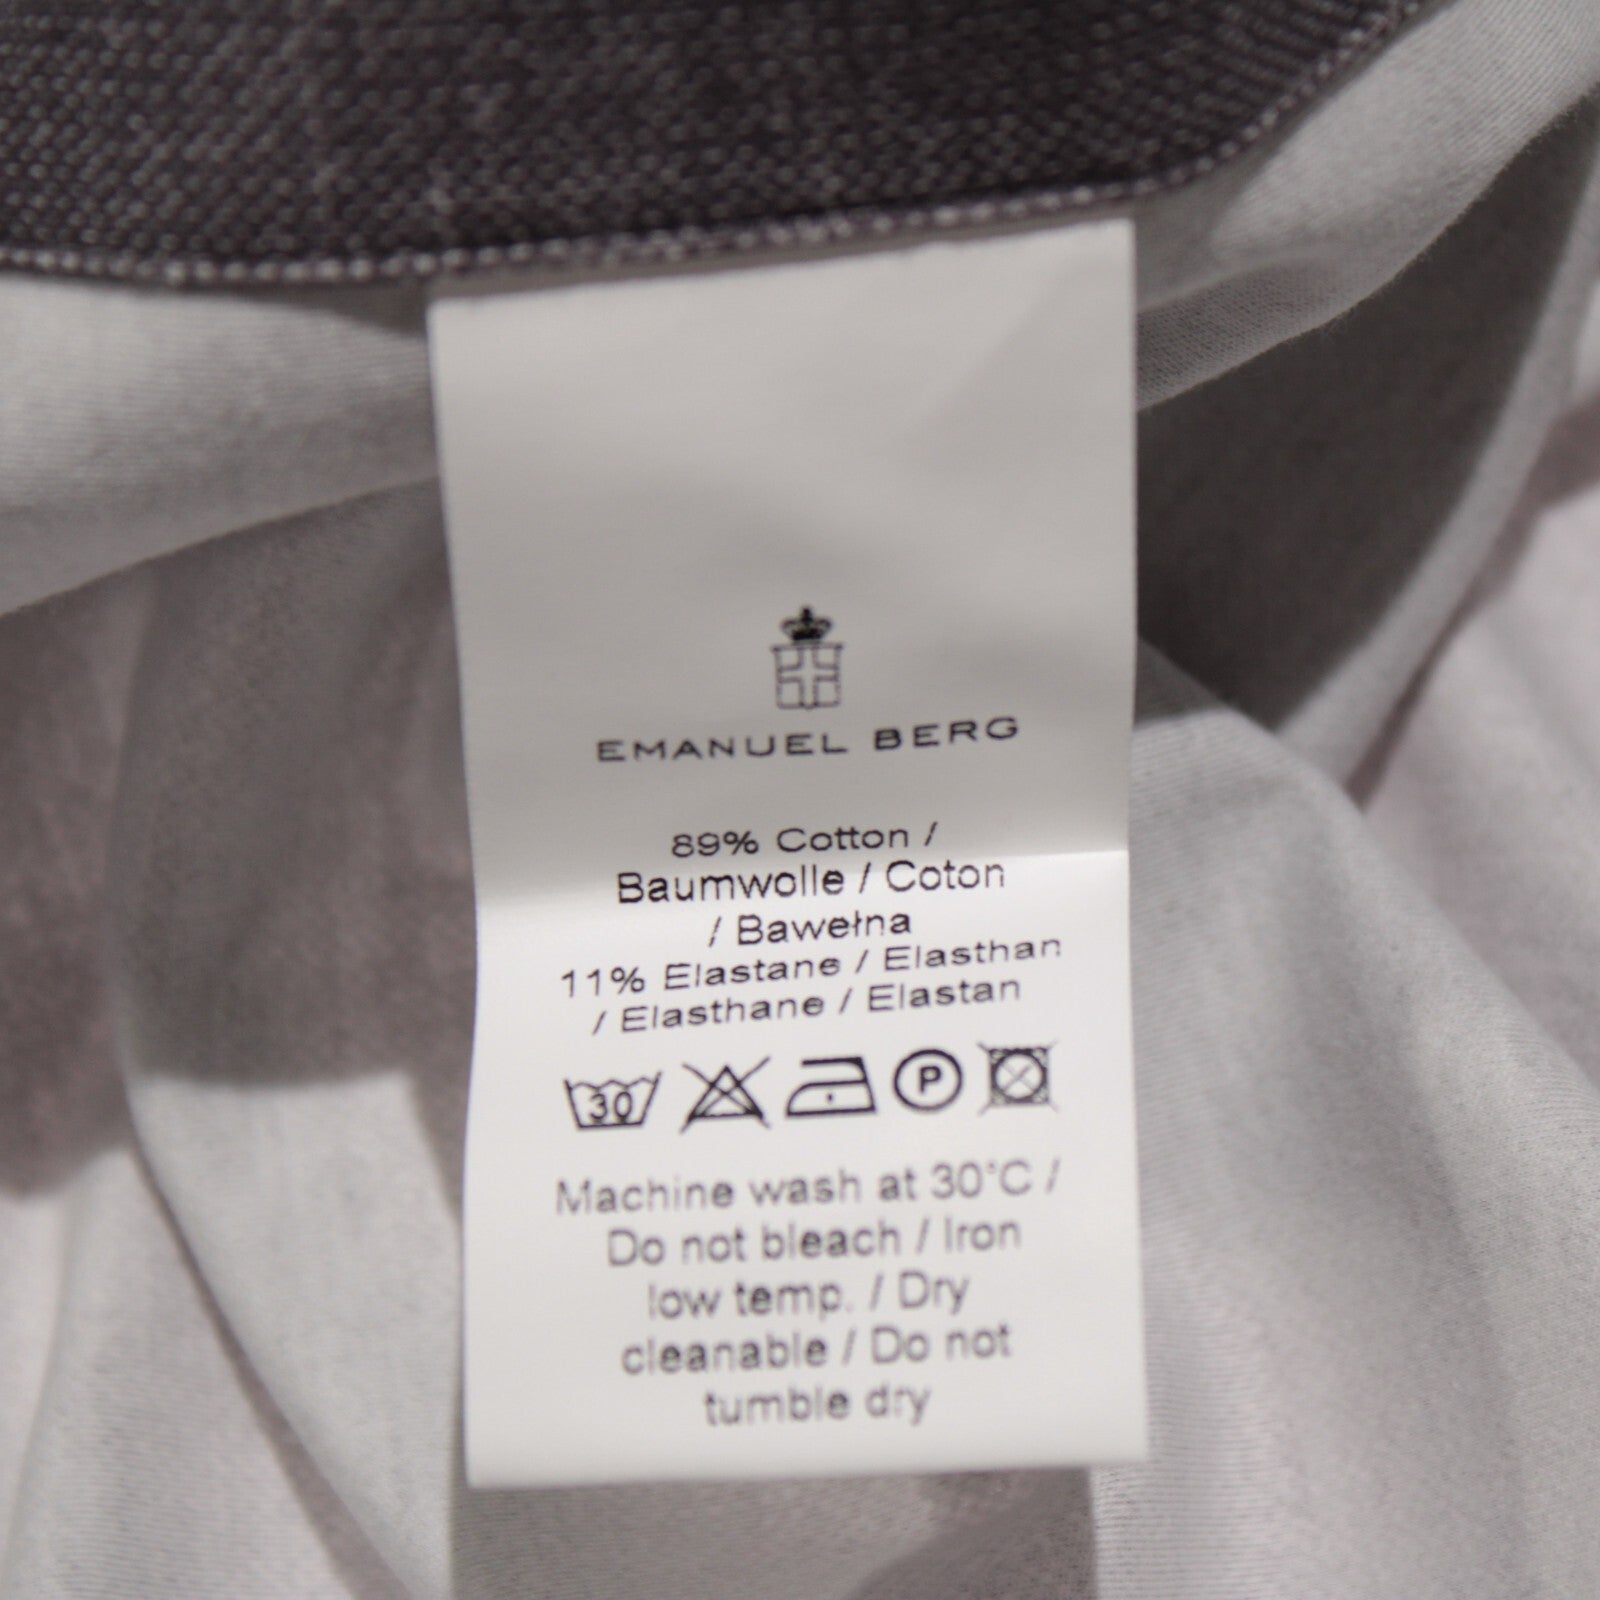 EMANUEL BERG
89% Cotton /
Baumwolle / Coton
/ Bawełna
11% Elastane / Elasthan
/ Elasthane / Elastan
30 P
Machine wash at 30°C /
Do not bleach / Iron
low temp. / Dry
cleanable / Do not
tumble dry